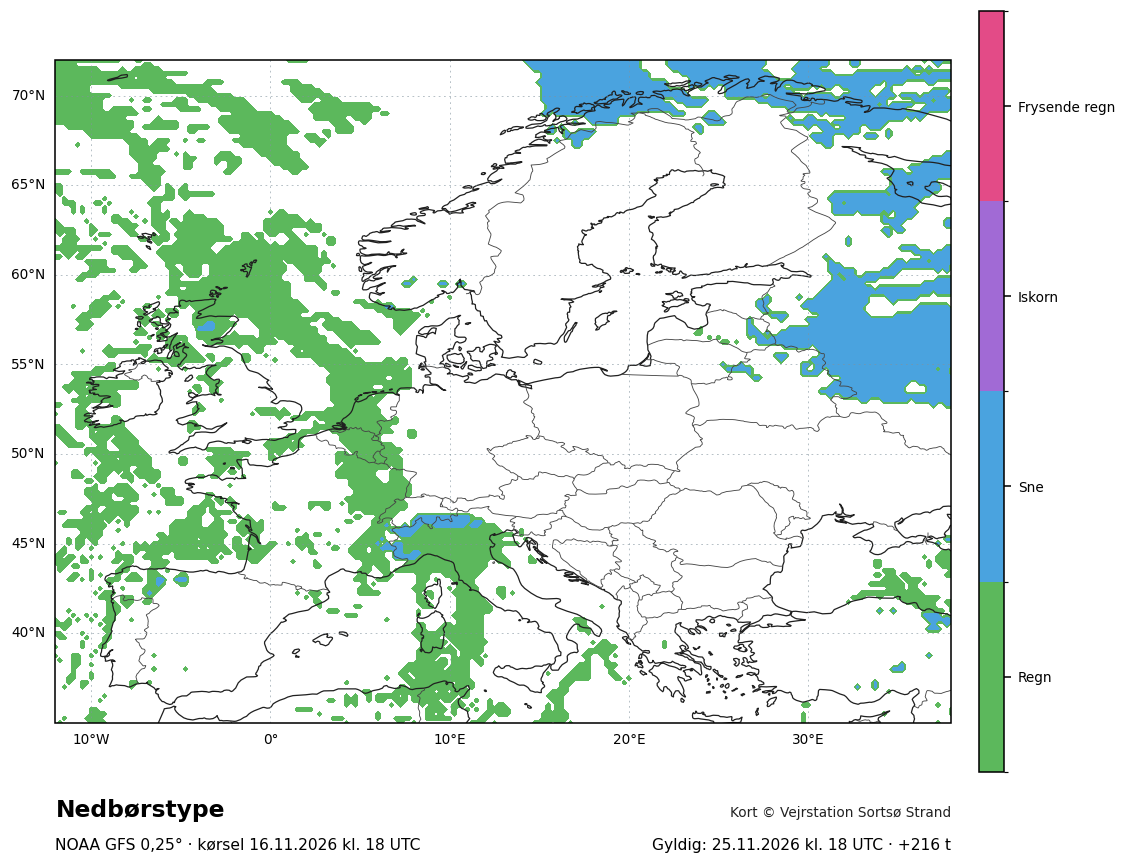 70°N
65°N
60°N
55°N
50°N
45°N
40°N
10°W
0°
10°E
20°E
30°E
Frysende regn
Iskorn
Sne
Regn
Nedbørstype
Kort © Vejrstation Sortsø Strand
NOAA GFS 0,25° · kørsel 16.11.2026 kl. 18 UTC
Gyldig: 25.11.2026 kl. 18 UTC · +216 t